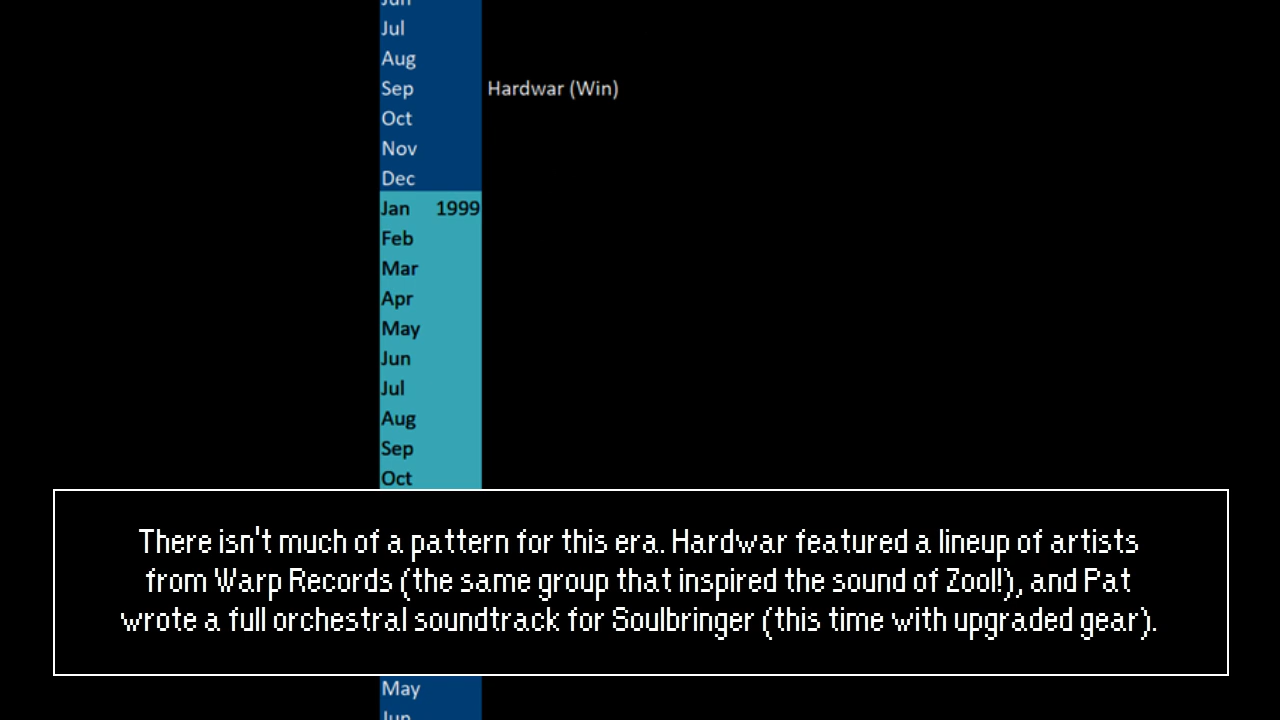 Jun
Jul
Aug
Sep Hardwar (Win)
Oct
Nov
Dec
Jan 1999
Feb
Mar
Apr
May
Jun
Jul
Aug
Sep
Oct
There isn't much of a pattern for this era. Hardwar featured a lineup of artists
from Warp Records (the same group that inspired the sound of Zool!), and Pat
wrote a full orchestral soundtrack for Soulbringer (this time with upgraded gear).
May
Jun